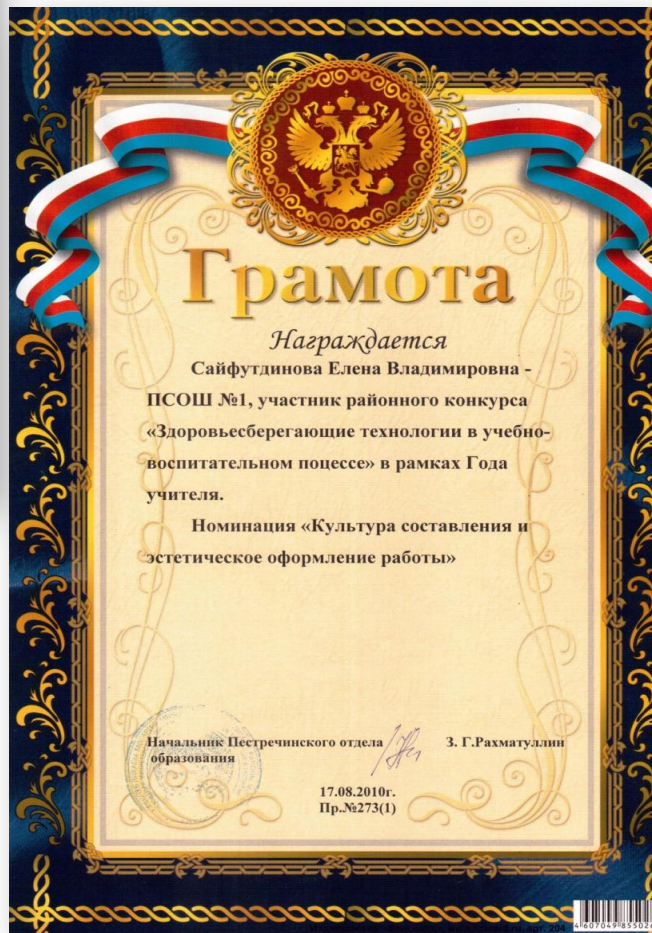 Грамота
Награждается
Сайфутдинова Елена Владимировна -
ПСОШ №1, участник районного конкурса
«Здоровьесберегающие технологии в учебно-
воспитательном поцессе» в рамках Года
учителя.
Номинация «Культура составления и
эстетическое оформление работы»
Начальник Пестречинского отдела З. Г.Рахматуллин
образования
17.08.2010г.
Пр.№273(1)